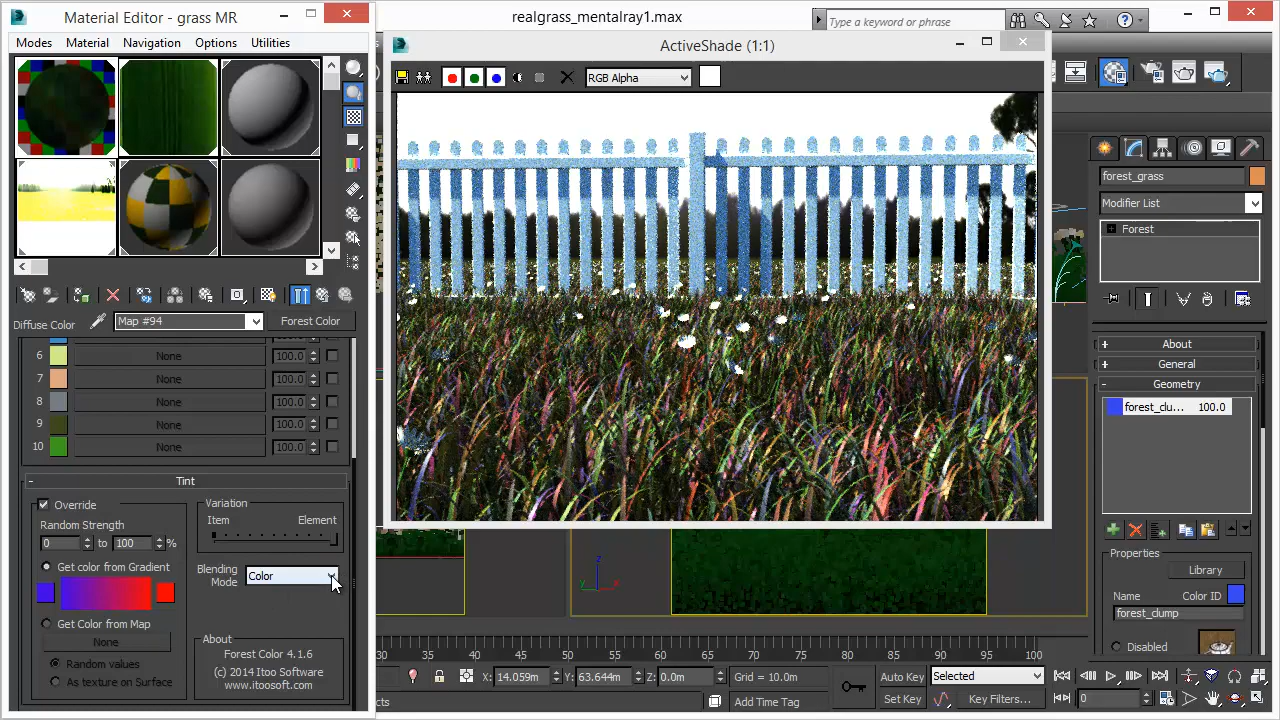 Material Editor - grass MR
realgrass_mentalray1.max
Type a keyword or phrase
Modes Material Navigation Options Utilities
ActiveShade (1:1)
RGB Alpha
forest_grass
Modifier List
Forest
Diffuse Color Map #94 Forest Color
6 None 100.0
7 None 100.0
8 None 100.0
9 None 100.0
10 None 100.0
Tint
Override
Random Strength
0 to 100 %
Get color from Gradient
Get Color from Map
None
Random values
As texture on Surface
Variation
Item Element
Blending
Mode
Color
About
Forest Color 4.1.6
(c) 2014 Itoo Software
www.itoosoft.com
+ About
+ General
- Geometry
forest_clu... 100.0
Properties
Library
Name Color ID
forest_clump
Disabled
z
y x
30 35 40 45 50 55 60 65 70 75 80 85 90 95 100
X: 14.059m Y: 63.644m Z: 0.0m Grid = 10.0m
Auto Key Selected
Add Time Tag
Set Key Key Filters...
0